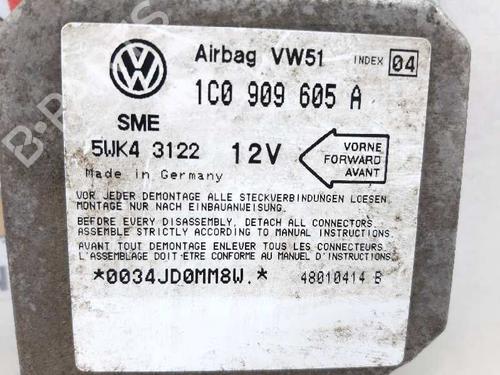 Airbag VW51 INDEX 04
1C0 909 605 A
SME
5WK4 3122 12V
VORNE
FORWARD
AVANT
Made in Germany
VOR JEDER DEMONTAGE ALLE STECKVERBINDUNGEN LOESEN.
MONTAGE NUR NACH EINBAUANWEISUNG.
BEFORE EVERY DISASSEMBLY, DETACH ALL CONNECTORS.
ASSEMBLE STRICTLY ACCORDING TO MANUAL INSTRUCTIONS.
AVANT TOUT DEMONTAGE ENLEVER TOUS LES CONNECTEURS.
L'ASSEMBLAGE DOIT-ETRE CONFORME AU MANUEL D'INSTRUCTIONS.
*0034JD0MM8W.* 48010414 B